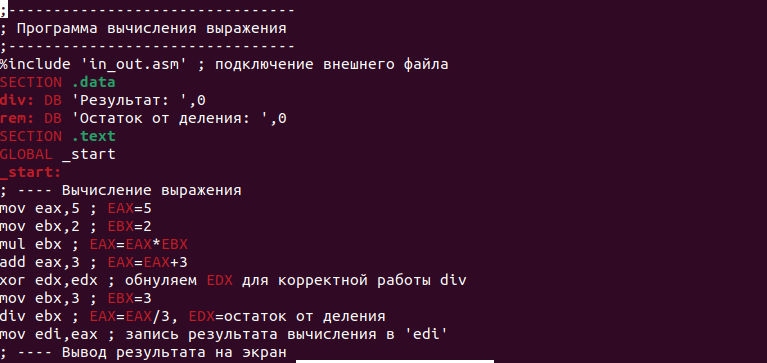 ;--------------------------------
; Программа вычисления выражения
;--------------------------------
%include 'in_out.asm' ; подключение внешнего файла
SECTION .data
div: DB 'Результат: ',0
rem: DB 'Остаток от деления: ',0
SECTION .text
GLOBAL _start
_start:
; ---- Вычисление выражения
mov eax,5 ; EAX=5
mov ebx,2 ; EBX=2
mul ebx ; EAX=EAX*EBX
add eax,3 ; EAX=EAX+3
xor edx,edx ; обнуляем EDX для корректной работы div
mov ebx,3 ; EBX=3
div ebx ; EAX=EAX/3, EDX=остаток от деления
mov edi,eax ; запись результата вычисления в 'edi'
; ---- Вывод результата на экран